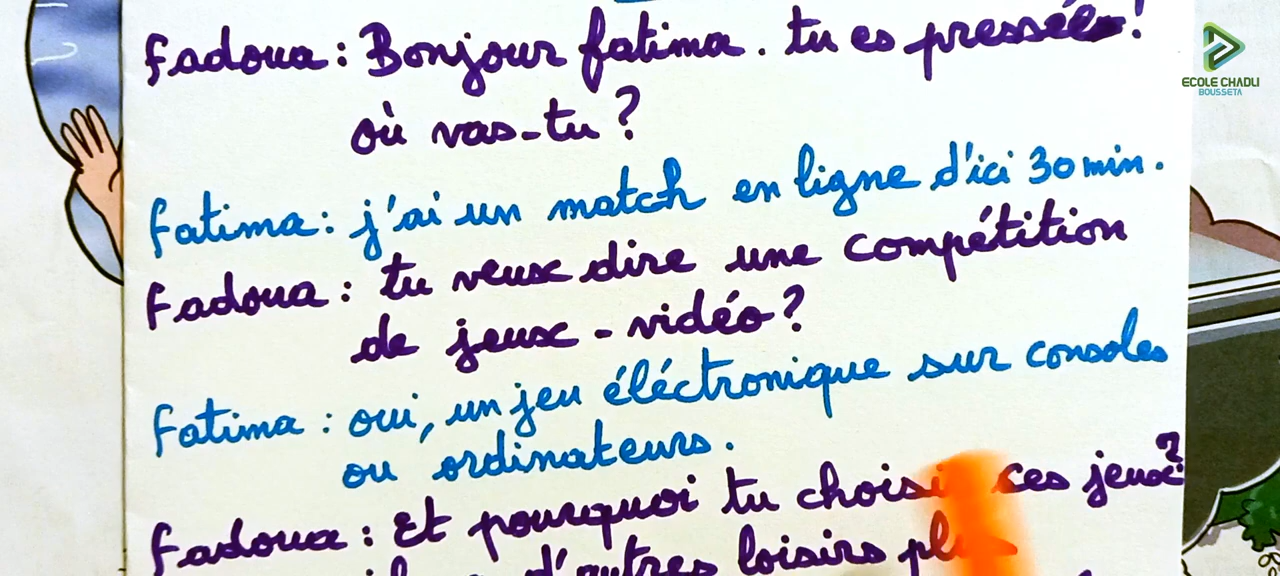 Fadoua : Bonjour fatima. tu es pressée !
où vas-tu ?
Fatima : j'ai un match en ligne d'ici 30 min.
Fadoua : tu veux dire une compétition
de jeux-vidéo ?
Fatima : oui, un jeu éléctronique sur consoles
ou ordinateurs.
Fadoua : Et pourquoi tu choisi ces jeux ?
d'autres loisirs
ECOLE CHADLI
BOUSSETA